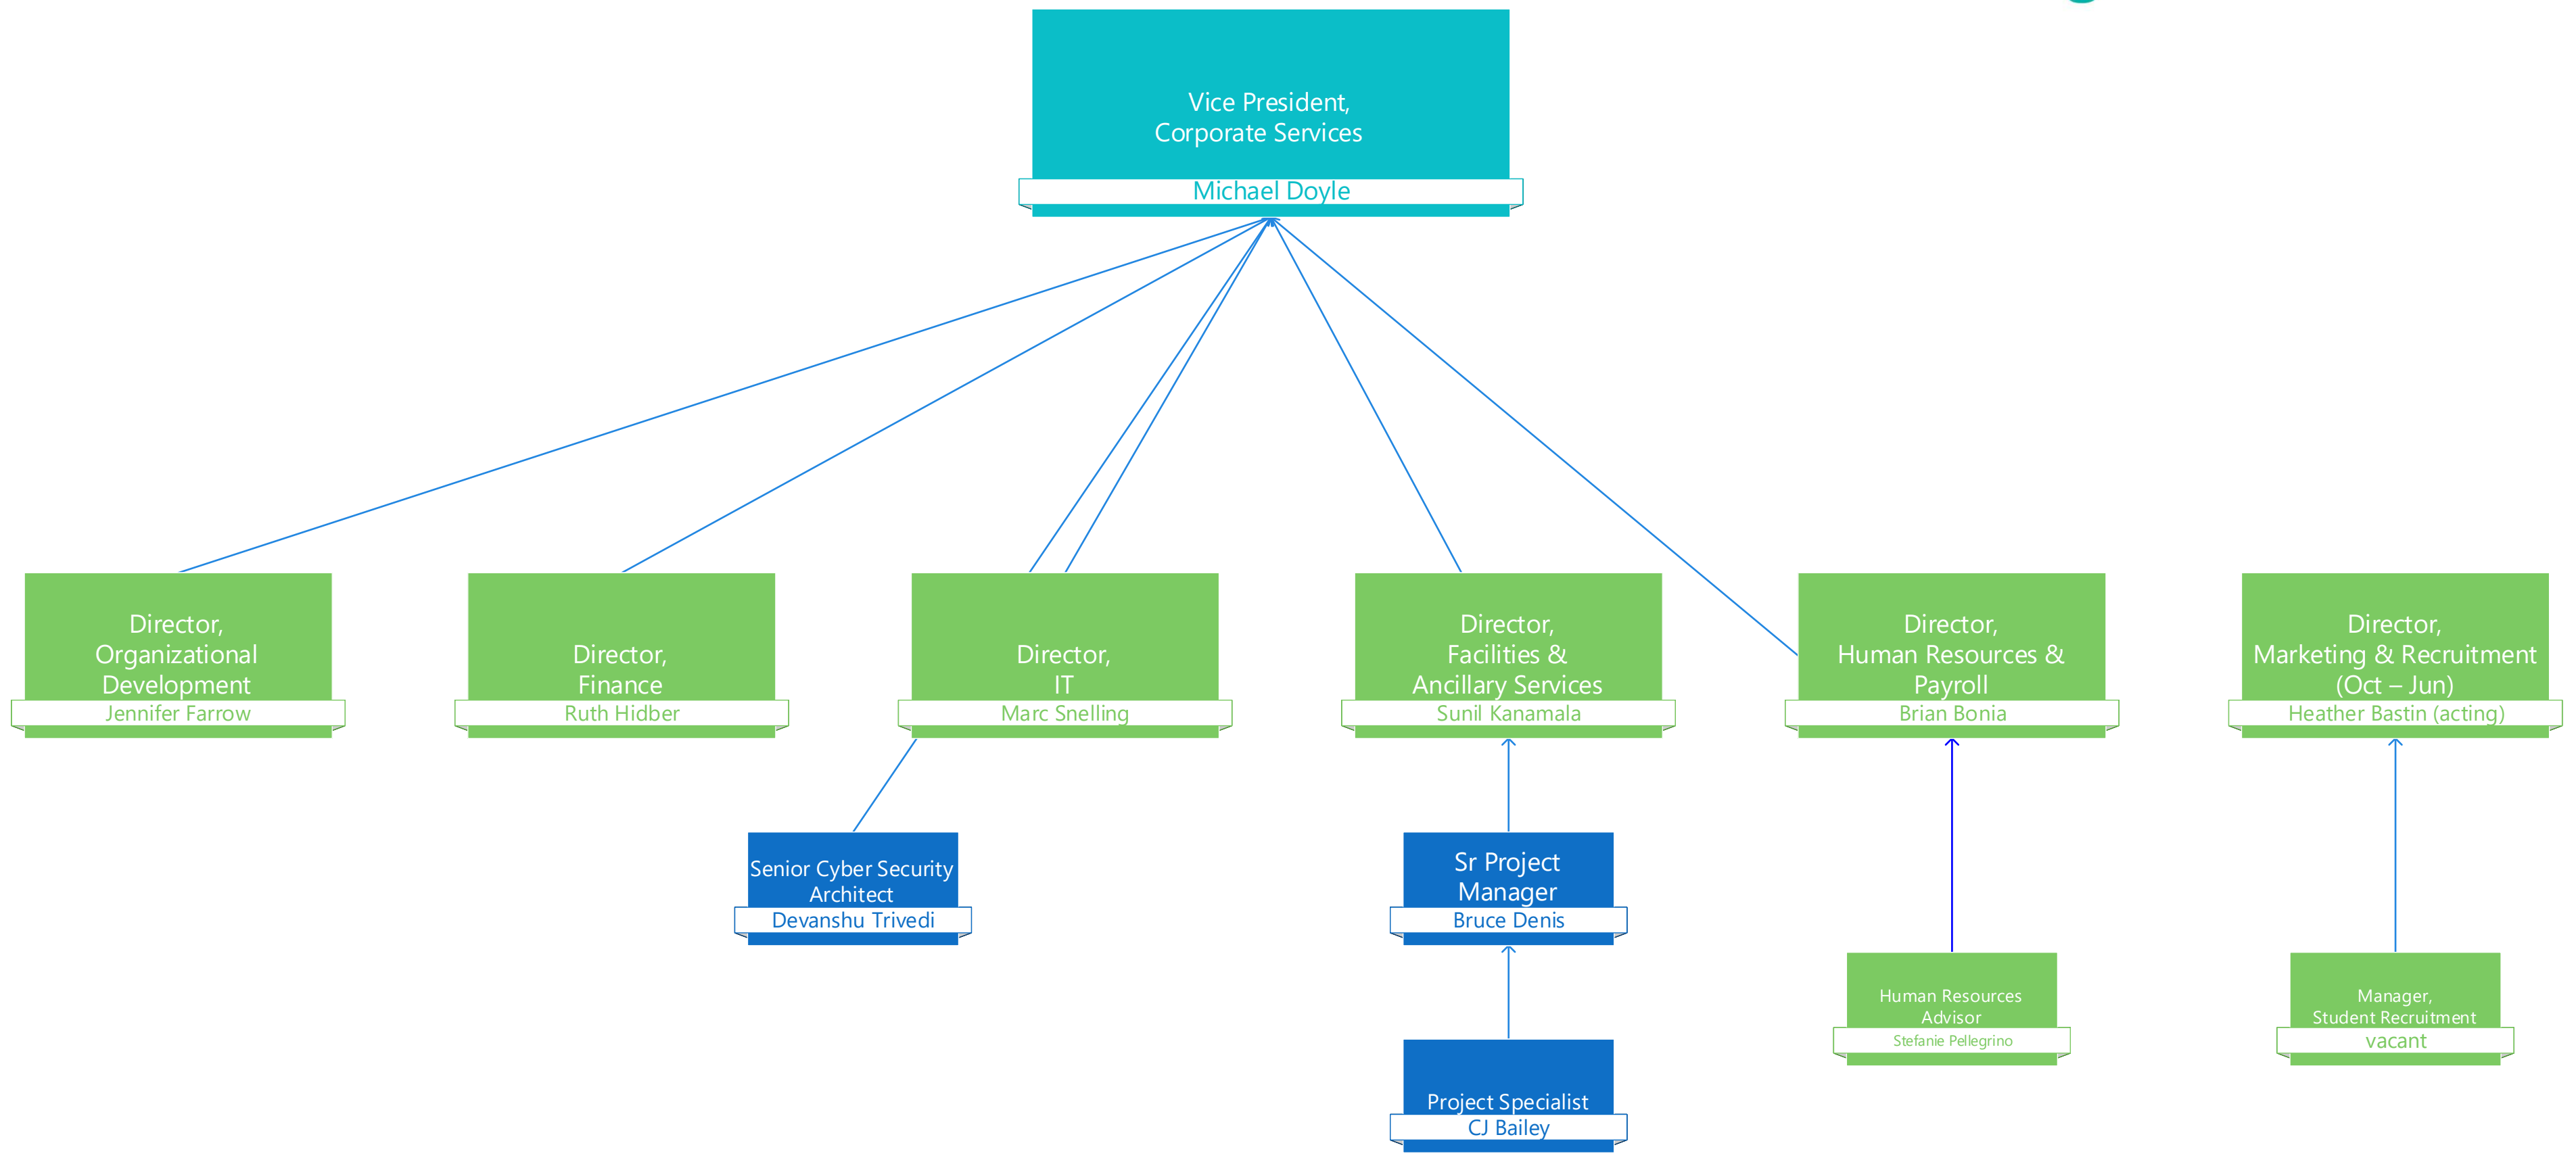 Vice President,
Corporate Services
Michael Doyle
Director,
Organizational
Development
Jennifer Farrow
Director,
Finance
Ruth Hidber
Director,
IT
Marc Snelling
Director,
Facilities &
Ancillary Services
Sunil Kanamala
Director,
Human Resources &
Payroll
Brian Bonia
Director,
Marketing & Recruitment
(Oct – Jun)
Heather Bastin (acting)
Senior Cyber Security
Architect
Devanshu Trivedi
Sr Project
Manager
Bruce Denis
Human Resources
Advisor
Stefanie Pellegrino
Manager,
Student Recruitment
vacant
Project Specialist
CJ Bailey